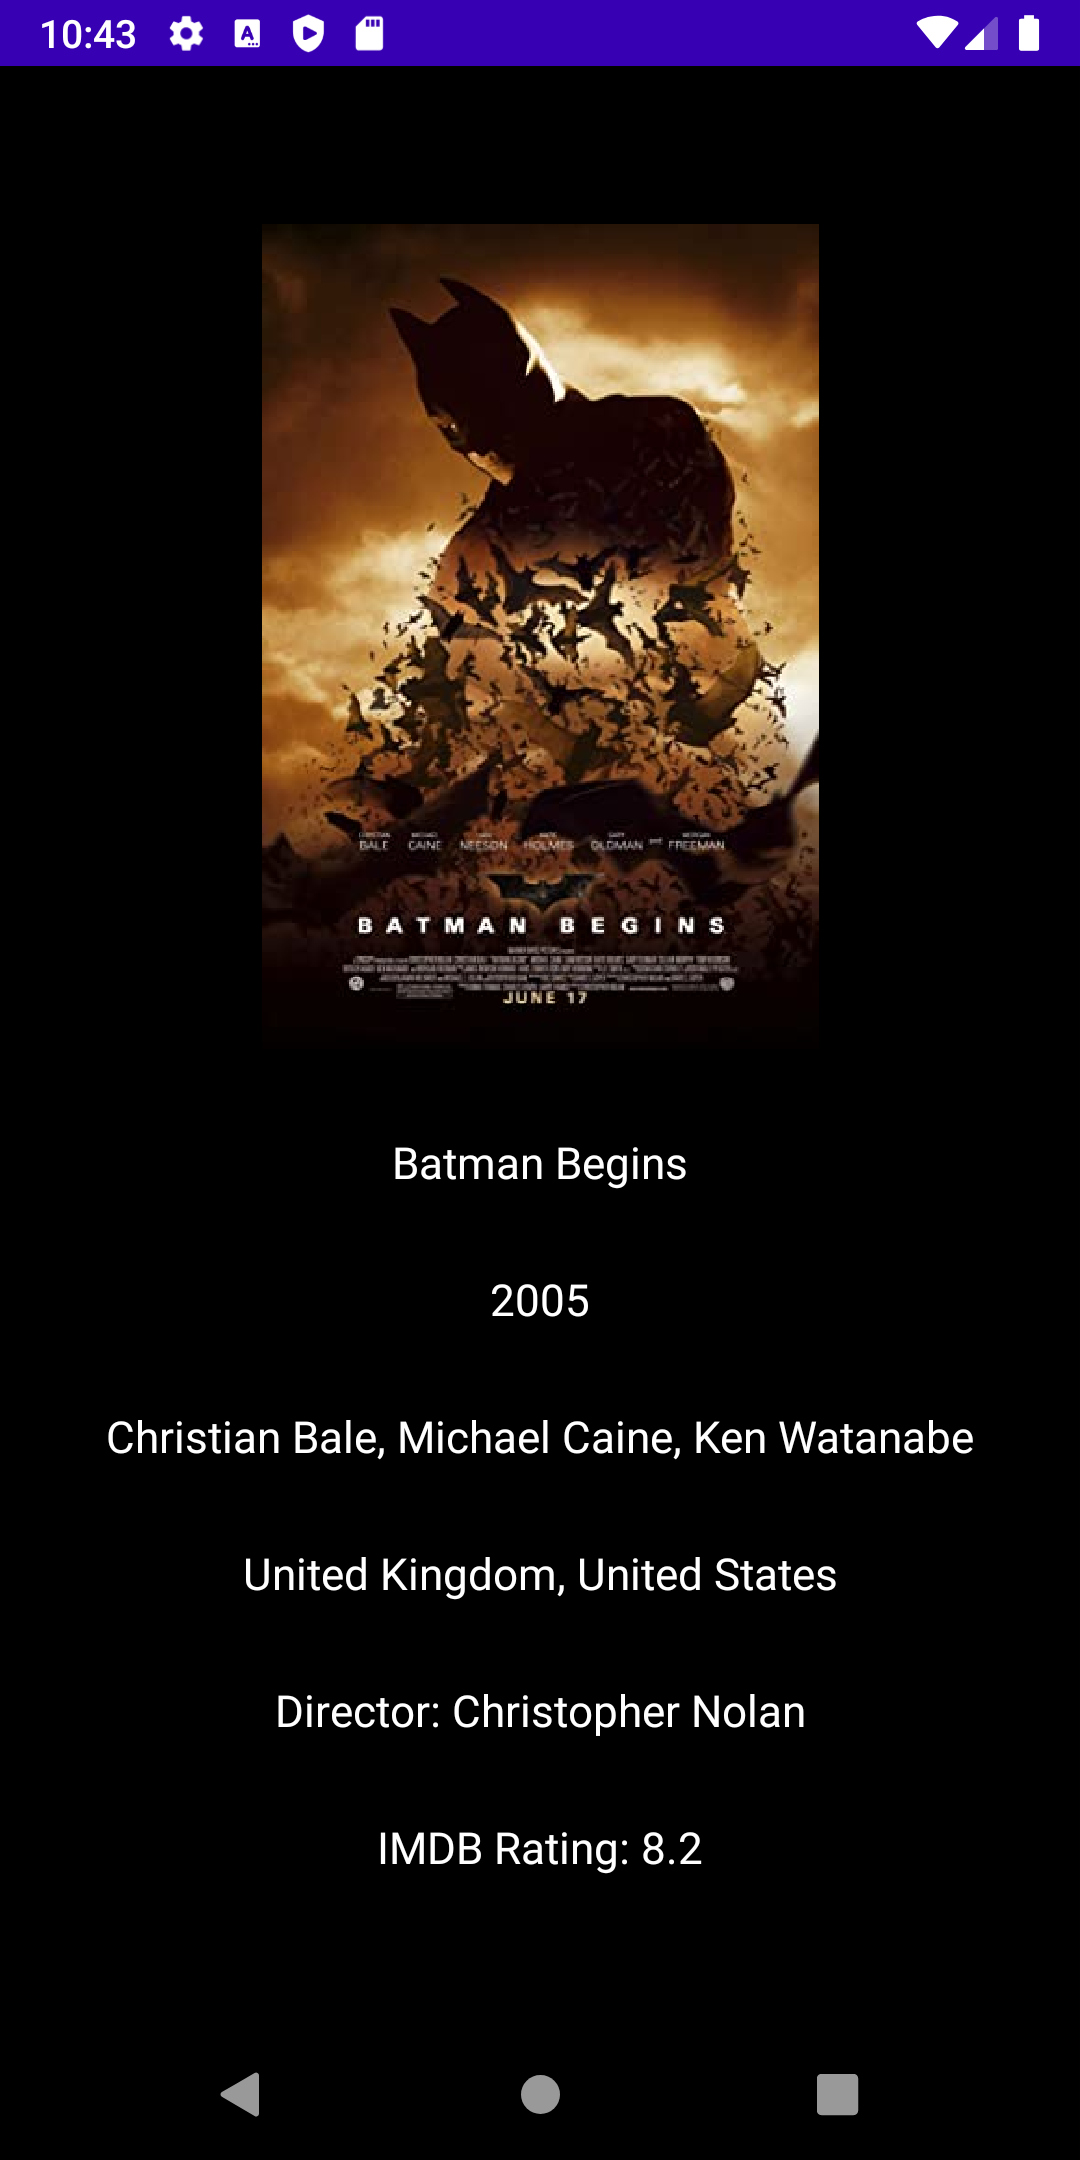 10:43
BALE CAINE NEESON HOLMES OLDMAN and FREEMAN
BATMAN BEGINS
JUNE 17
Batman Begins
2005
Christian Bale, Michael Caine, Ken Watanabe
United Kingdom, United States
Director: Christopher Nolan
IMDB Rating: 8.2